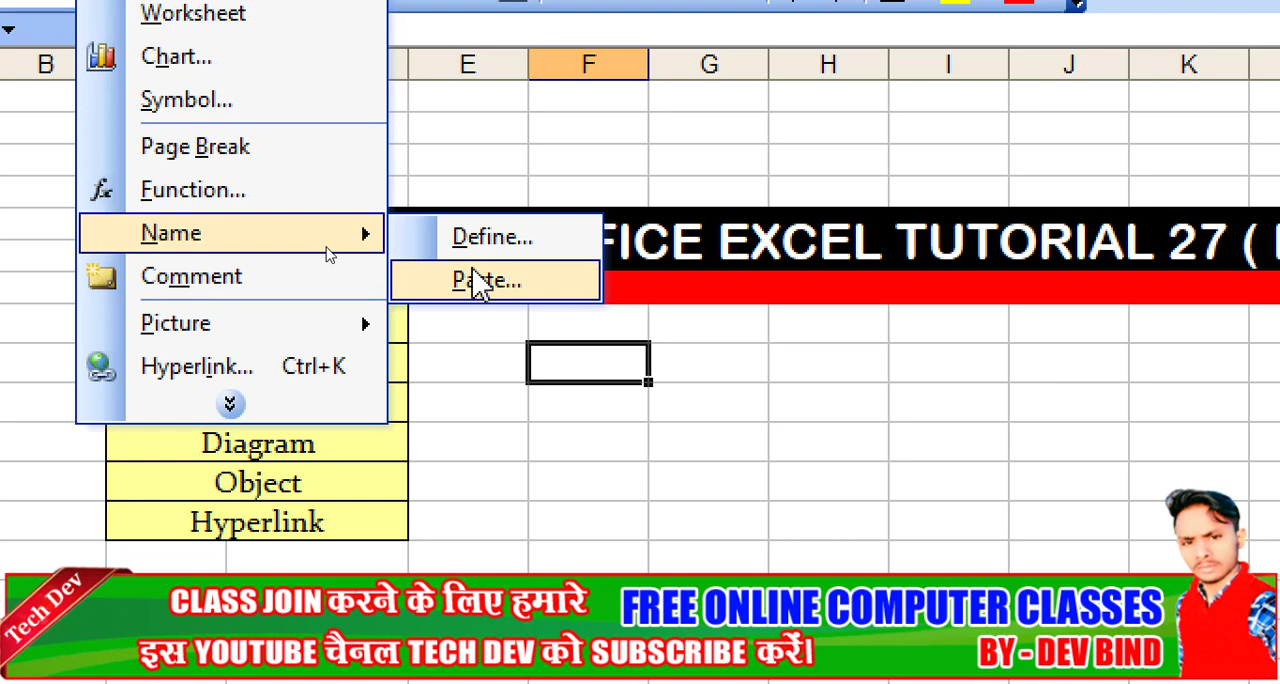 Worksheet
B E F G H I J K
Chart...
Symbol...
Page Break
Function...
Name
Define...
FICE EXCEL TUTORIAL 27 (
Comment
Paste...
Picture
Hyperlink... Ctrl+K
Diagram
Object
Hyperlink
Tech Dev
CLASS JOIN करने के लिए हमारे
इस YOUTUBE चैनल TECH DEV को SUBSCRIBE करें।
FREE ONLINE COMPUTER CLASSES
BY - DEV BIND